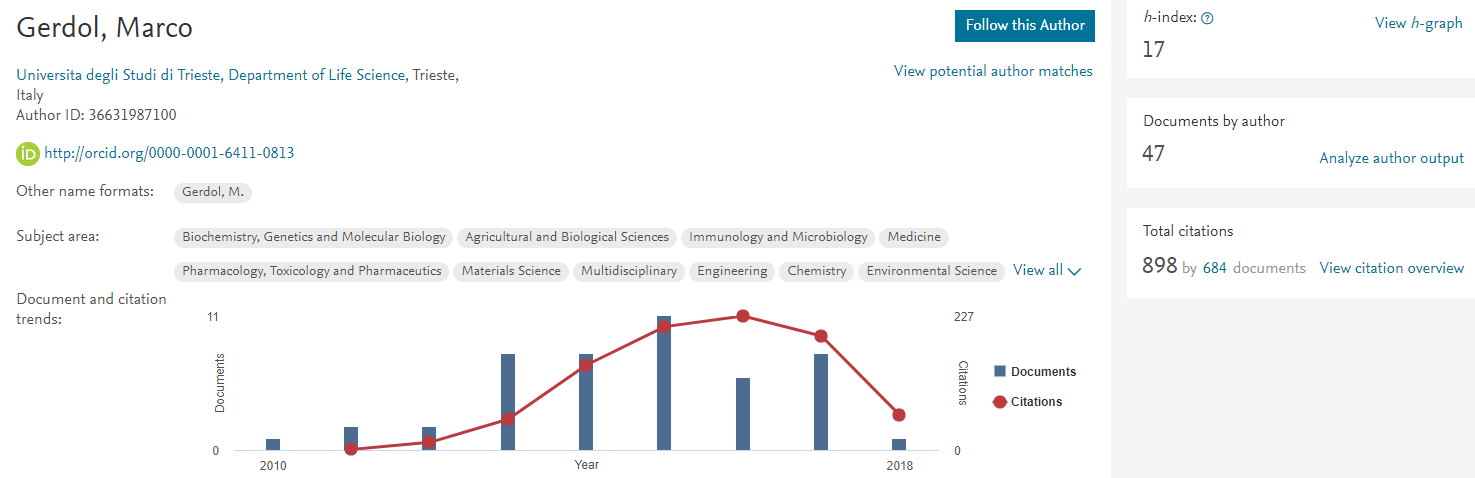 Gerdol, Marco
Follow this Author
Universita degli Studi di Trieste, Department of Life Science, Trieste,
Italy
View potential author matches
Author ID: 36631987100
iD http://orcid.org/0000-0001-6411-0813
Other name formats: Gerdol, M.
Subject area: Biochemistry, Genetics and Molecular Biology Agricultural and Biological Sciences Immunology and Microbiology Medicine
Pharmacology, Toxicology and Pharmaceutics Materials Science Multidisciplinary Engineering Chemistry Environmental Science View all
Document and citation
trends:
11
227
Documents
Citations
0
0
2010 Year 2018
Documents
Citations
h-index: ?
View h-graph
17
Documents by author
47
Analyze author output
Total citations
898 by 684 documents View citation overview